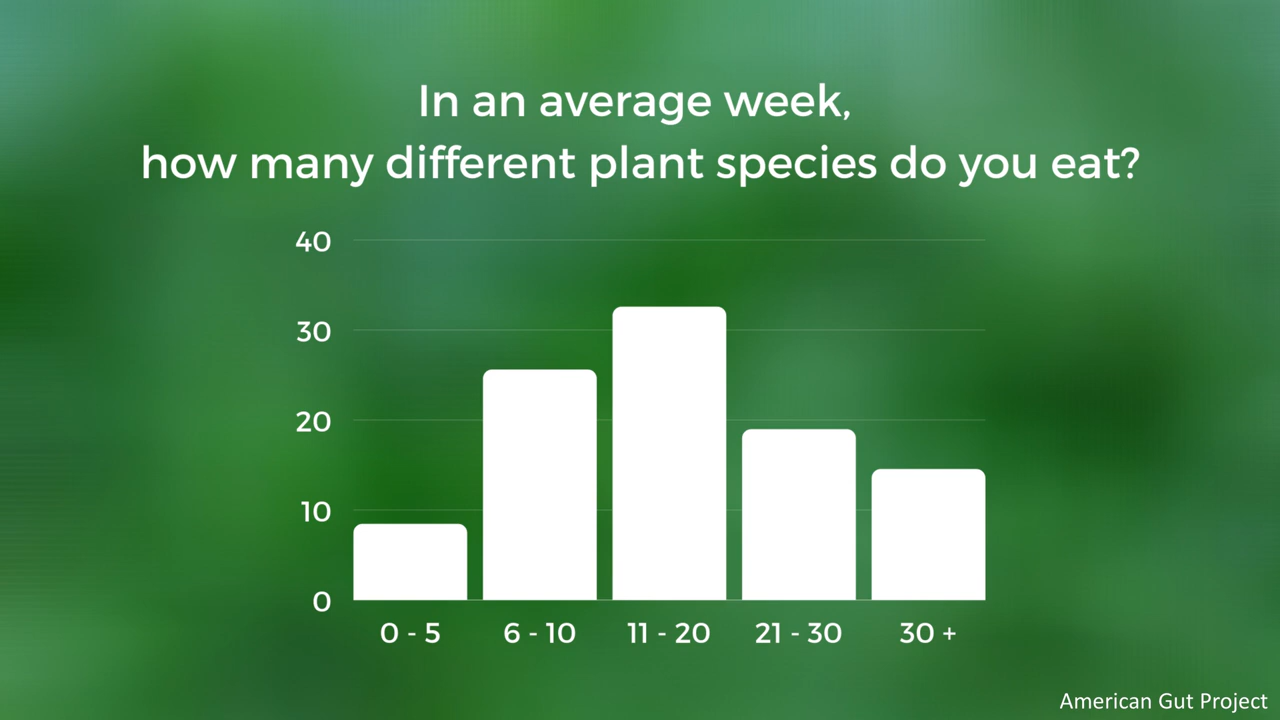 In an average week,
how many different plant species do you eat?
40
30
20
10
0
0 - 5
6 - 10
11 - 20
21 - 30
30 +
American Gut Project